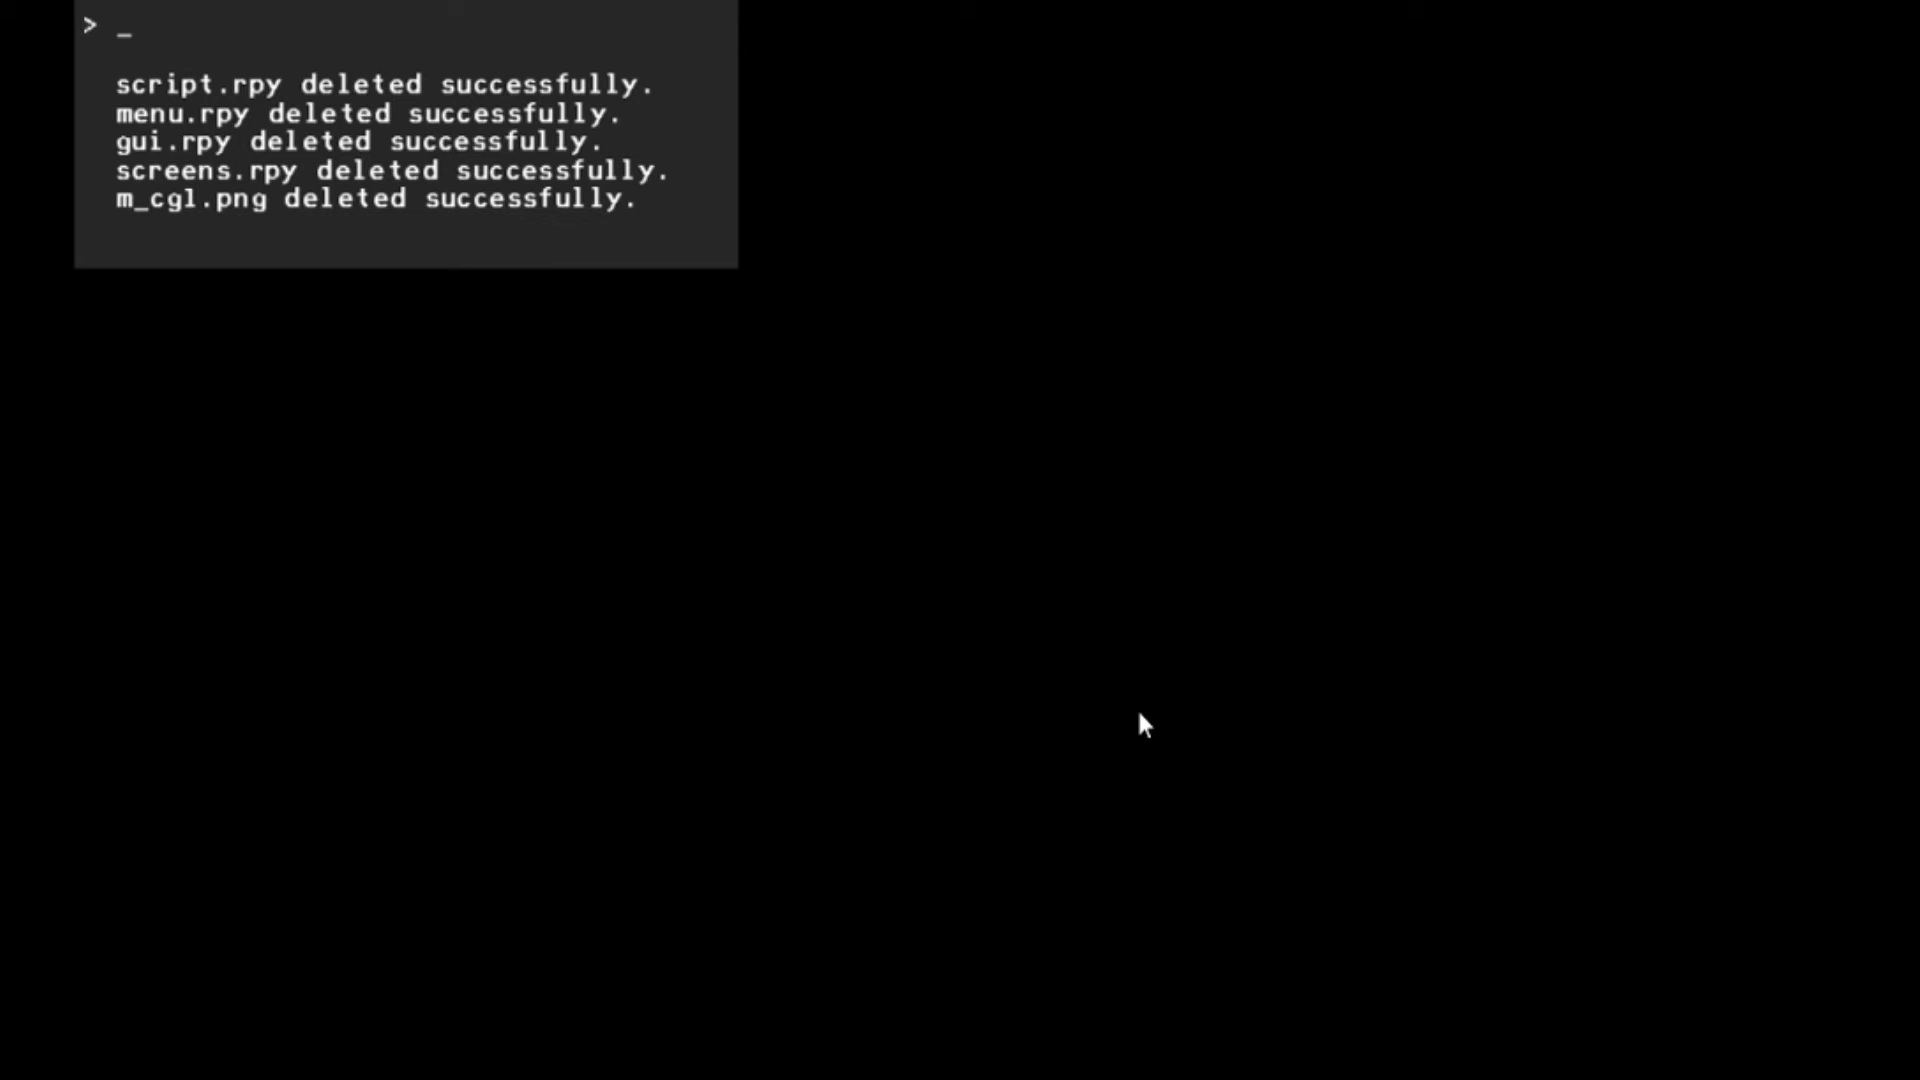 > _
script.rpy deleted successfully.
menu.rpy deleted successfully.
gui.rpy deleted successfully.
screens.rpy deleted successfully.
m_cgl.png deleted successfully.